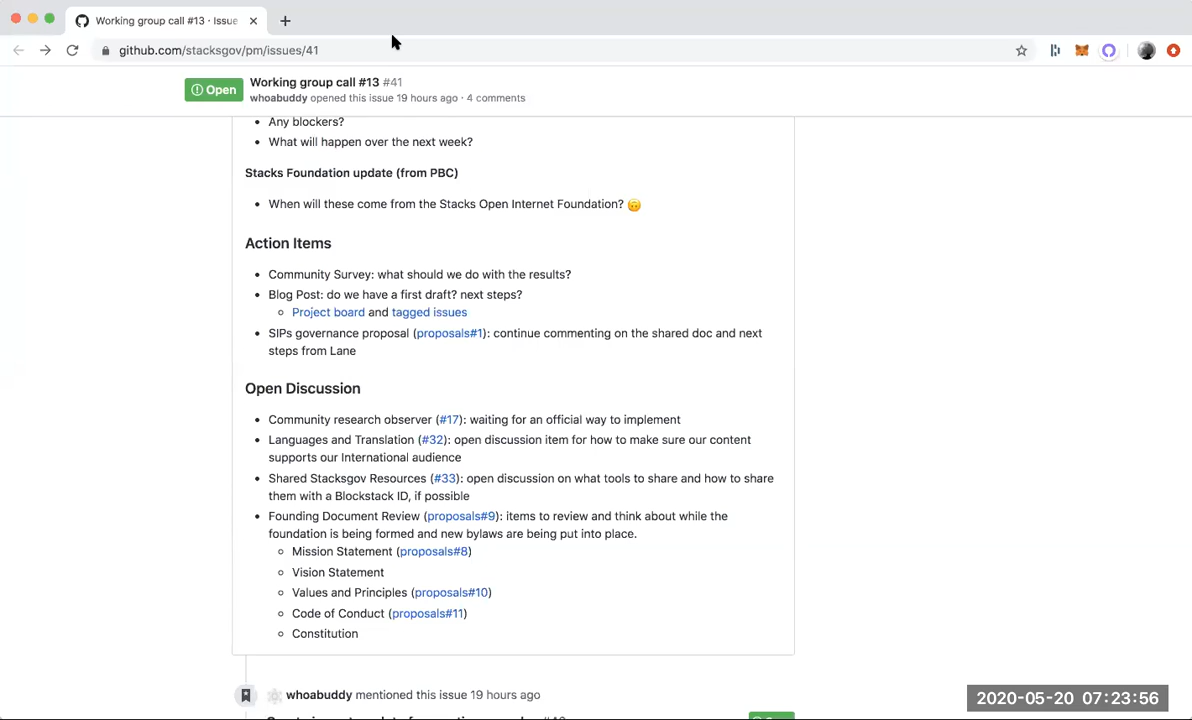 Working group call #13 · Issue
github.com/stacksgov/pm/issues/41
Open
Working group call #13 #41
whoabuddy opened this issue 19 hours ago · 4 comments
Any blockers?
What will happen over the next week?
Stacks Foundation update (from PBC)
When will these come from the Stacks Open Internet Foundation? 🙃
Action Items
Community Survey: what should we do with the results?
Blog Post: do we have a first draft? next steps?
Project board and tagged issues
SIPs governance proposal (proposals#1): continue commenting on the shared doc and next
steps from Lane
Open Discussion
Community research observer (#17): waiting for an official way to implement
Languages and Translation (#32): open discussion item for how to make sure our content
supports our International audience
Shared Stacksgov Resources (#33): open discussion on what tools to share and how to share
them with a Blockstack ID, if possible
Founding Document Review (proposals#9): items to review and think about while the
foundation is being formed and new bylaws are being put into place.
Mission Statement (proposals#8)
Vision Statement
Values and Principles (proposals#10)
Code of Conduct (proposals#11)
Constitution
whoabuddy mentioned this issue 19 hours ago
2020-05-20 07:23:56